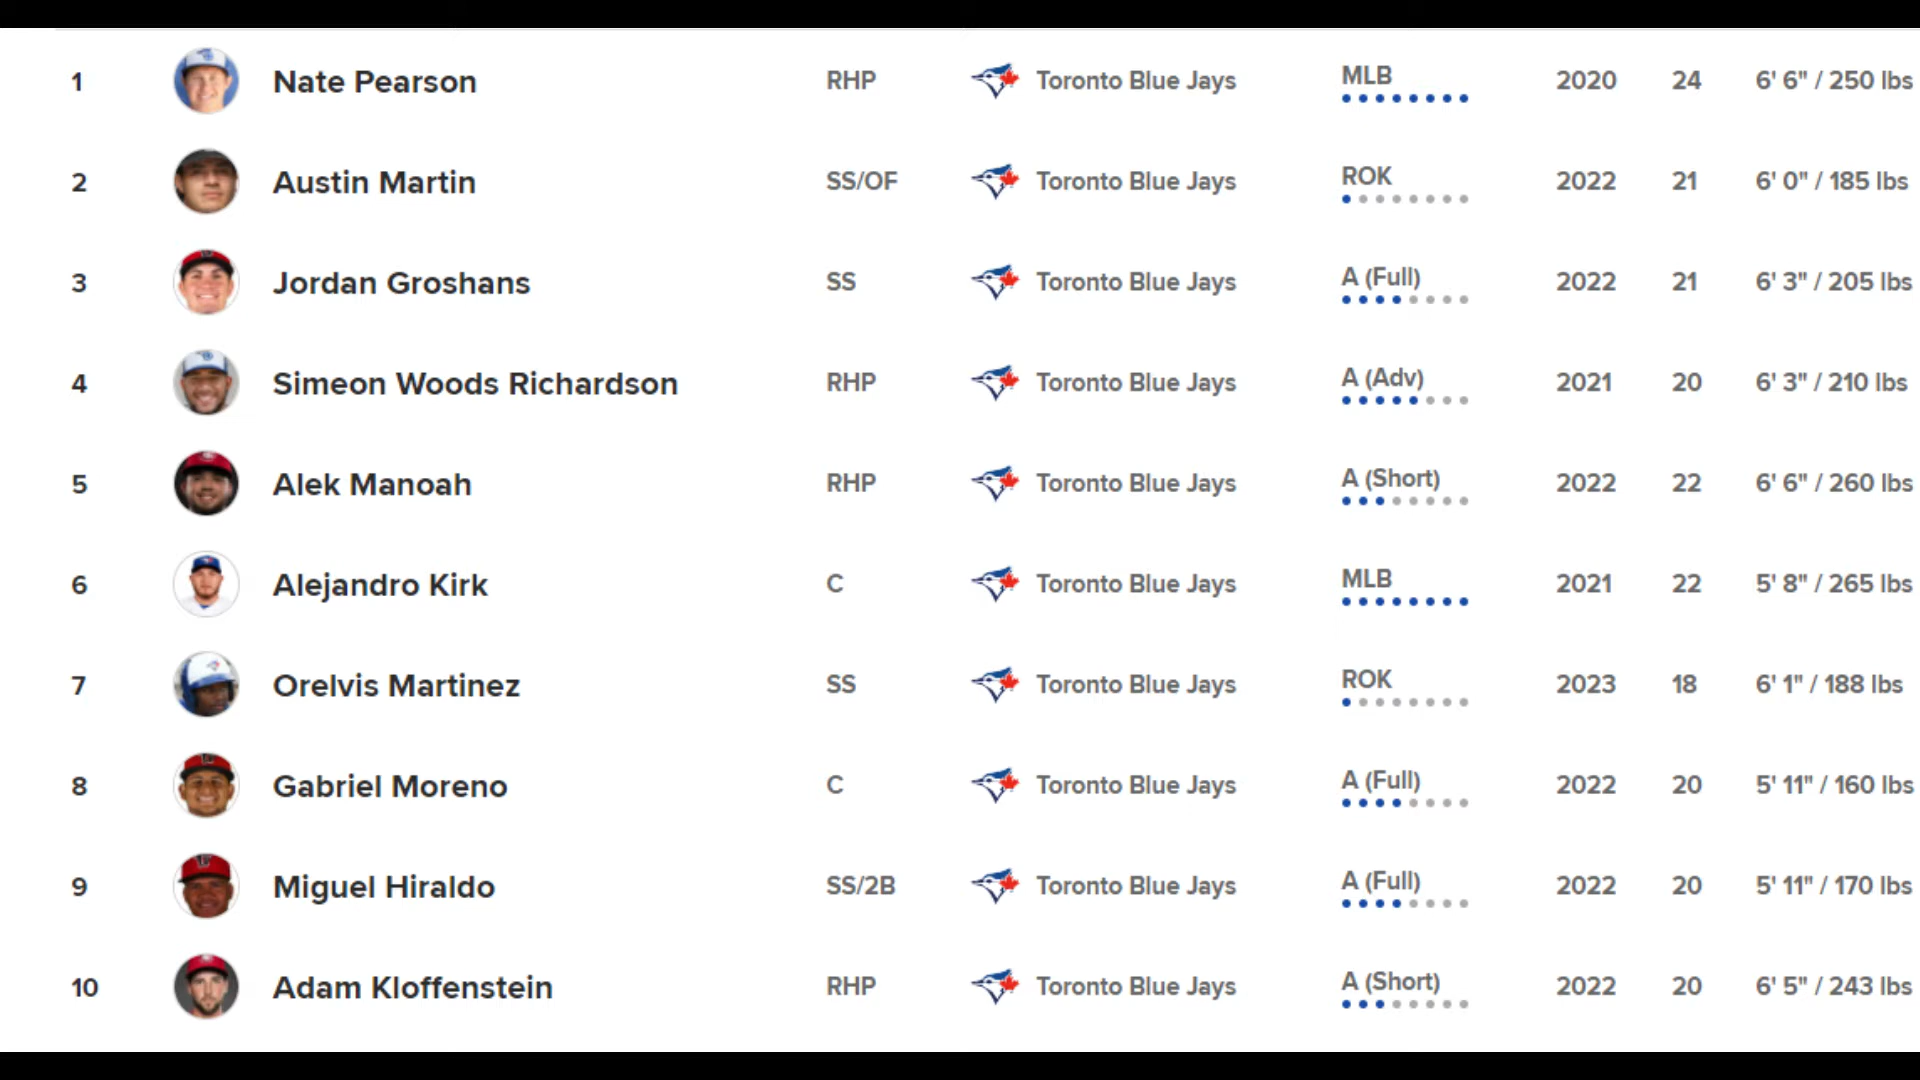 1 Nate Pearson RHP Toronto Blue Jays MLB 2020 24 6' 6" / 250 lbs
2 Austin Martin SS/OF Toronto Blue Jays ROK 2022 21 6' 0" / 185 lbs
3 Jordan Groshans SS Toronto Blue Jays A (Full) 2022 21 6' 3" / 205 lbs
4 Simeon Woods Richardson RHP Toronto Blue Jays A (Adv) 2021 20 6' 3" / 210 lbs
5 Alek Manoah RHP Toronto Blue Jays A (Short) 2022 22 6' 6" / 260 lbs
6 Alejandro Kirk C Toronto Blue Jays MLB 2021 22 5' 8" / 265 lbs
7 Orelvis Martinez SS Toronto Blue Jays ROK 2023 18 6' 1" / 188 lbs
8 Gabriel Moreno C Toronto Blue Jays A (Full) 2022 20 5' 11" / 160 lbs
9 Miguel Hiraldo SS/2B Toronto Blue Jays A (Full) 2022 20 5' 11" / 170 lbs
10 Adam Kloffenstein RHP Toronto Blue Jays A (Short) 2022 20 6' 5" / 243 lbs